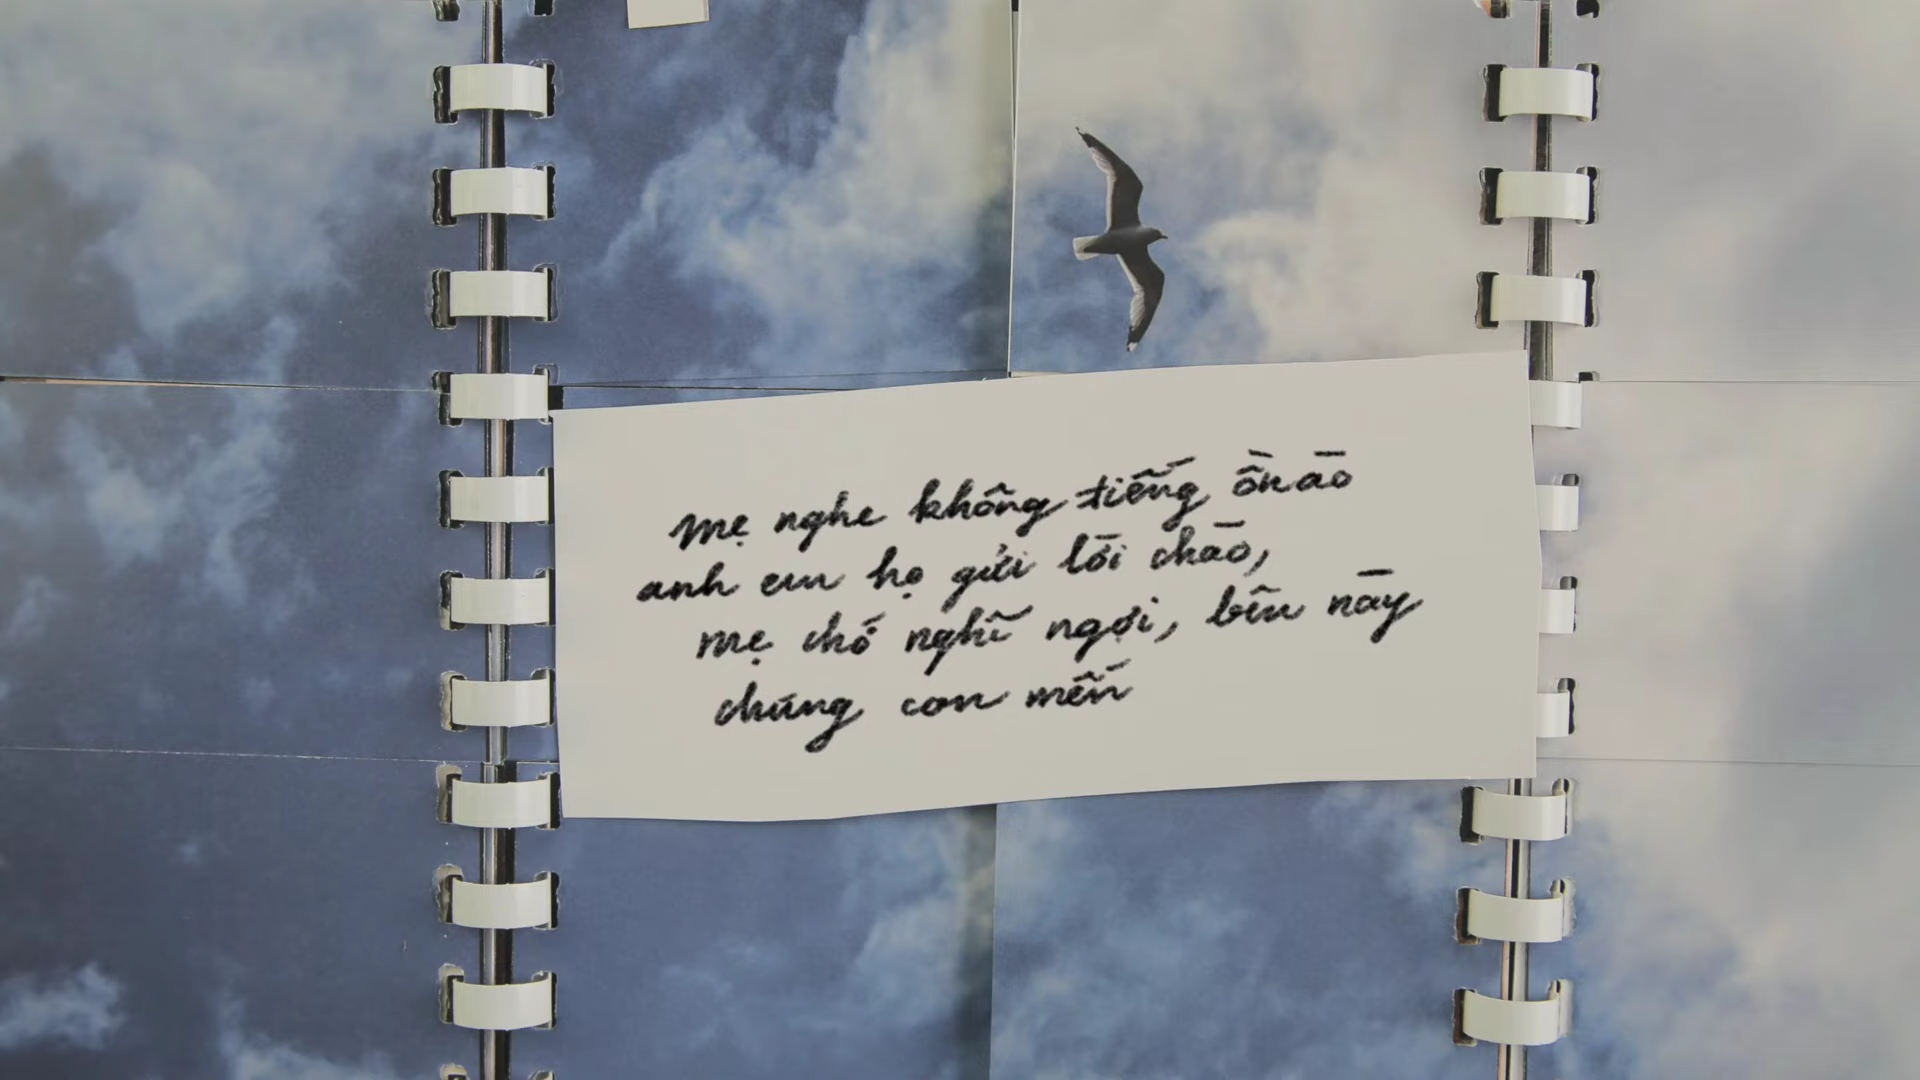 mẹ nghe không tiếng ồn ào
anh em họ gửi lời chào,
mẹ chớ nghĩ ngợi, bên này
chúng con mến